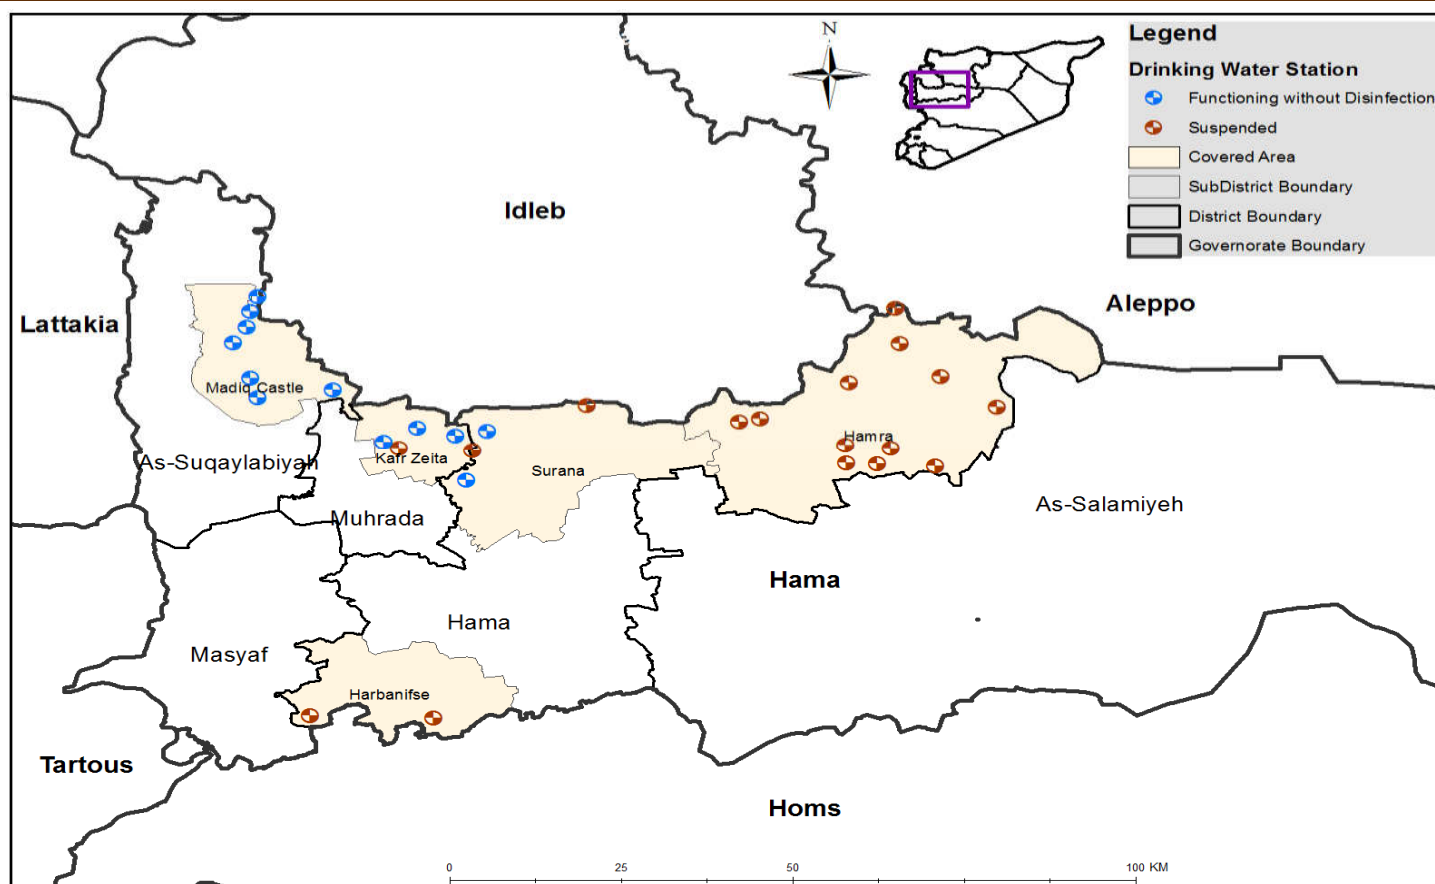 N
Legend
Drinking Water Station
Functioning without Disinfection
Suspended
Covered Area
SubDistrict Boundary
District Boundary
Governorate Boundary
Idleb
Aleppo
Lattakia
Madiq Castle
Hamra
Kafr Zeita
As-Suqaylabiyah
Surana
As-Salamiyeh
Muhrada
Hama
Hama
Masyaf
Harbanifse
Tartous
Homs
0 25 50 100 KM